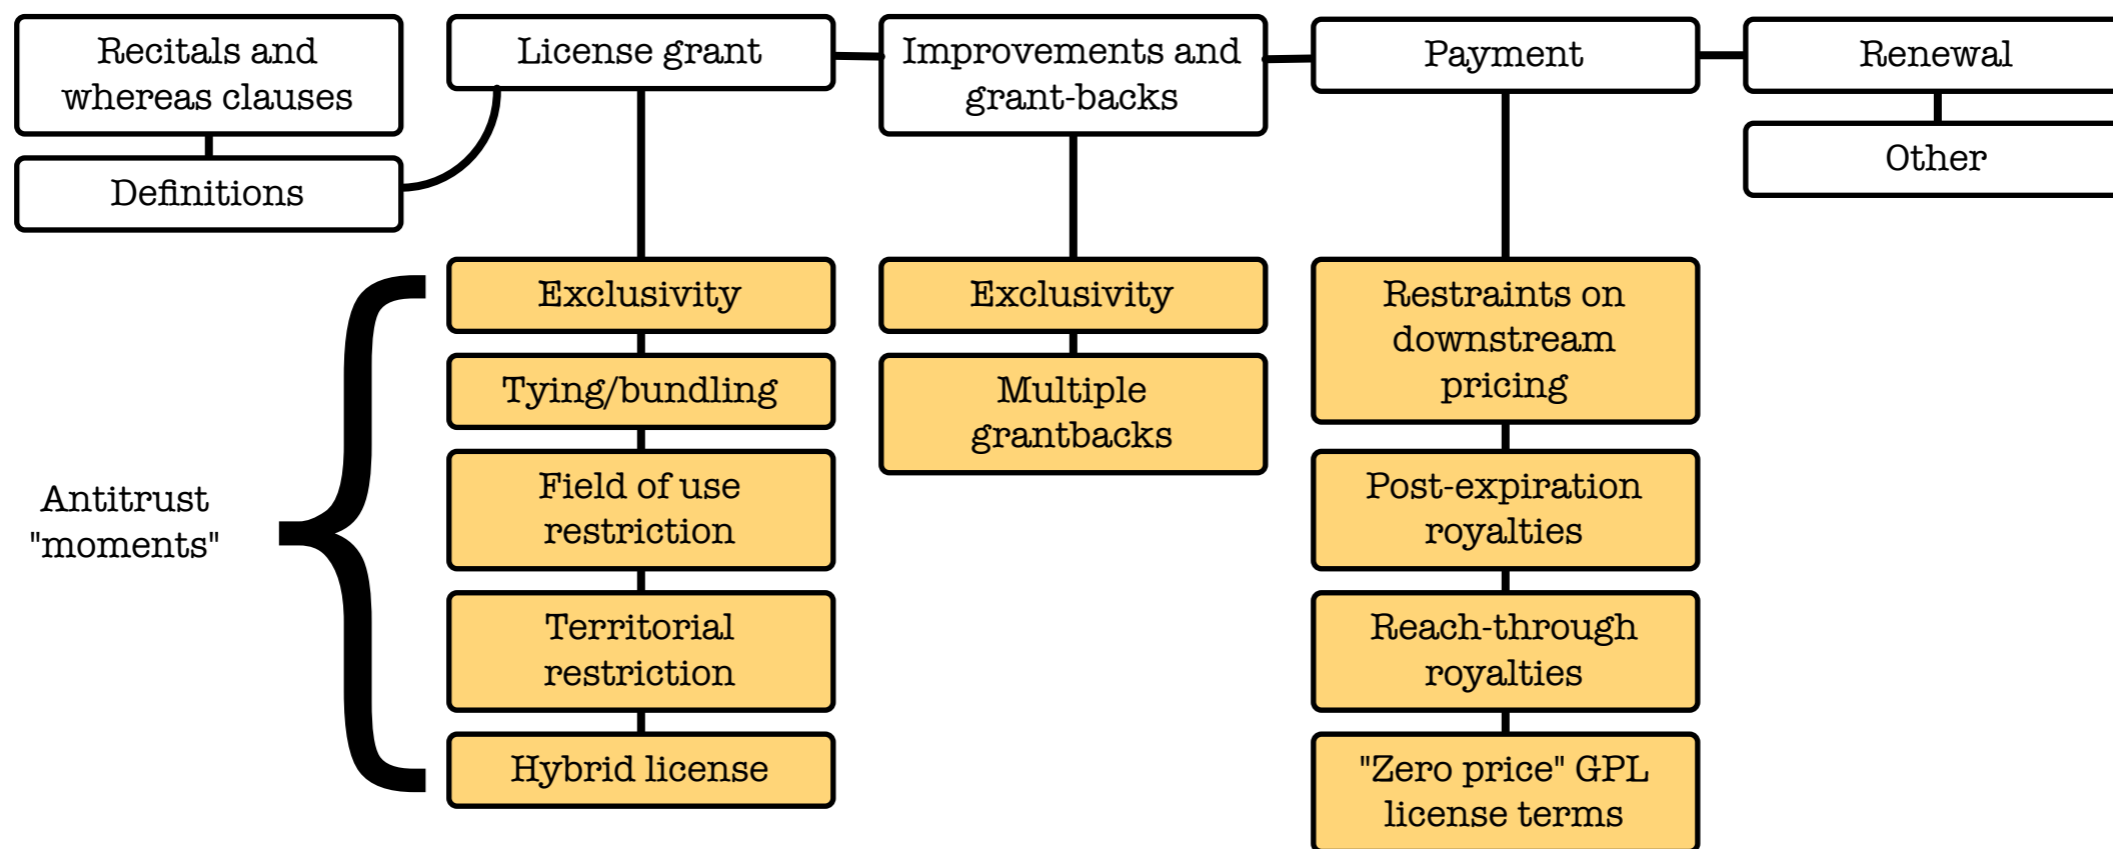 Recitals and
whereas clauses
Definitions
License grant
Improvements and
grant-backs
Payment
Renewal
Other
Antitrust
"moments"
Exclusivity
Tying/bundling
Field of use
restriction
Territorial
restriction
Hybrid license
Exclusivity
Multiple
grantbacks
Restraints on
downstream
pricing
Post-expiration
royalties
Reach-through
royalties
"Zero price" GPL
license terms